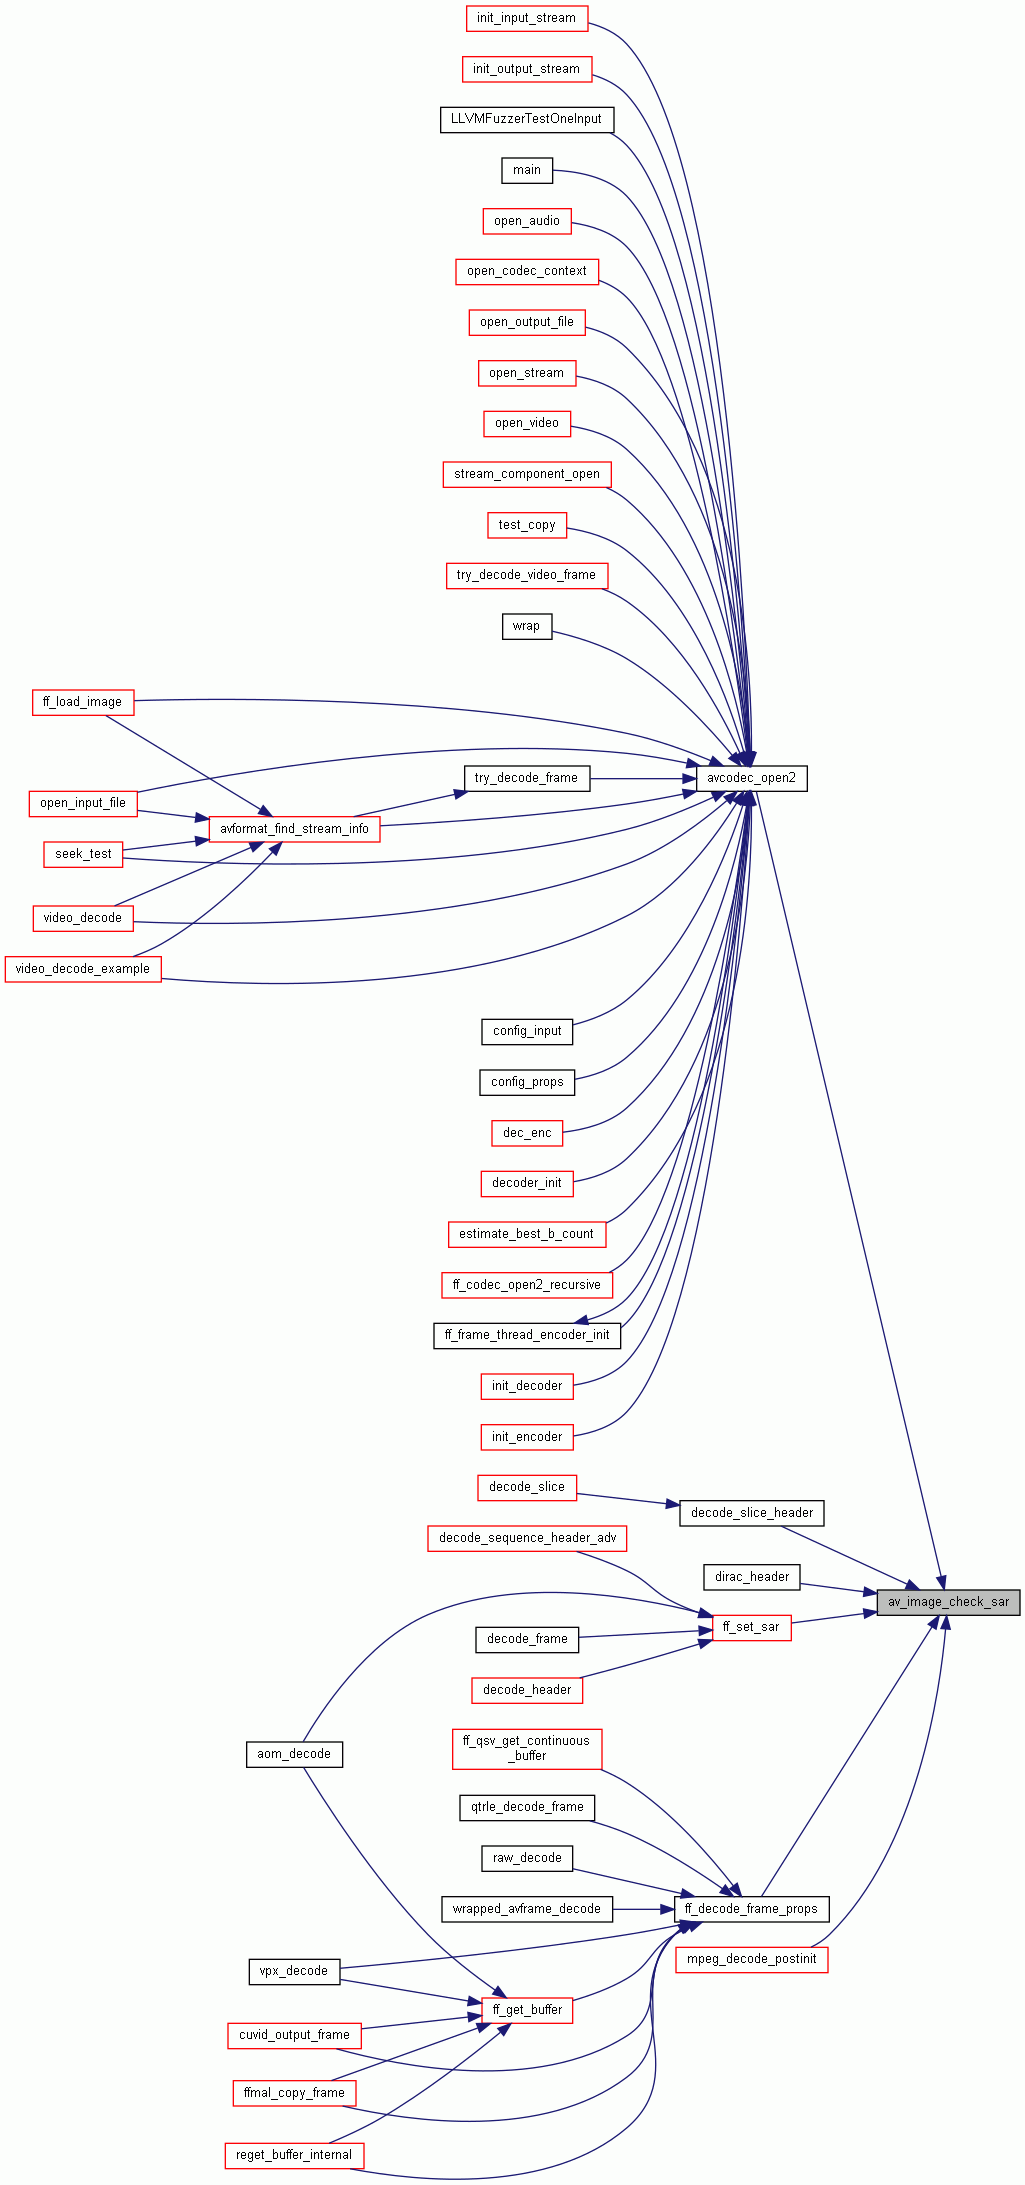 init_input_stream
init_output_stream
LLVMFuzzerTestOneInput
main
open_audio
open_codec_context
open_output_file
open_stream
open_video
stream_component_open
test_copy
try_decode_video_frame
wrap
ff_load_image
try_decode_frame
avcodec_open2
open_input_file
avformat_find_stream_info
seek_test
video_decode
video_decode_example
config_input
config_props
dec_enc
decoder_init
estimate_best_b_count
ff_codec_open2_recursive
ff_frame_thread_encoder_init
init_decoder
init_encoder
decode_slice
decode_slice_header
decode_sequence_header_adv
dirac_header
av_image_check_sar
ff_set_sar
decode_frame
decode_header
ff_qsv_get_continuous
_buffer
aom_decode
qtrle_decode_frame
raw_decode
wrapped_avframe_decode
ff_decode_frame_props
mpeg_decode_postinit
vpx_decode
ff_get_buffer
cuvid_output_frame
ffmal_copy_frame
reget_buffer_internal